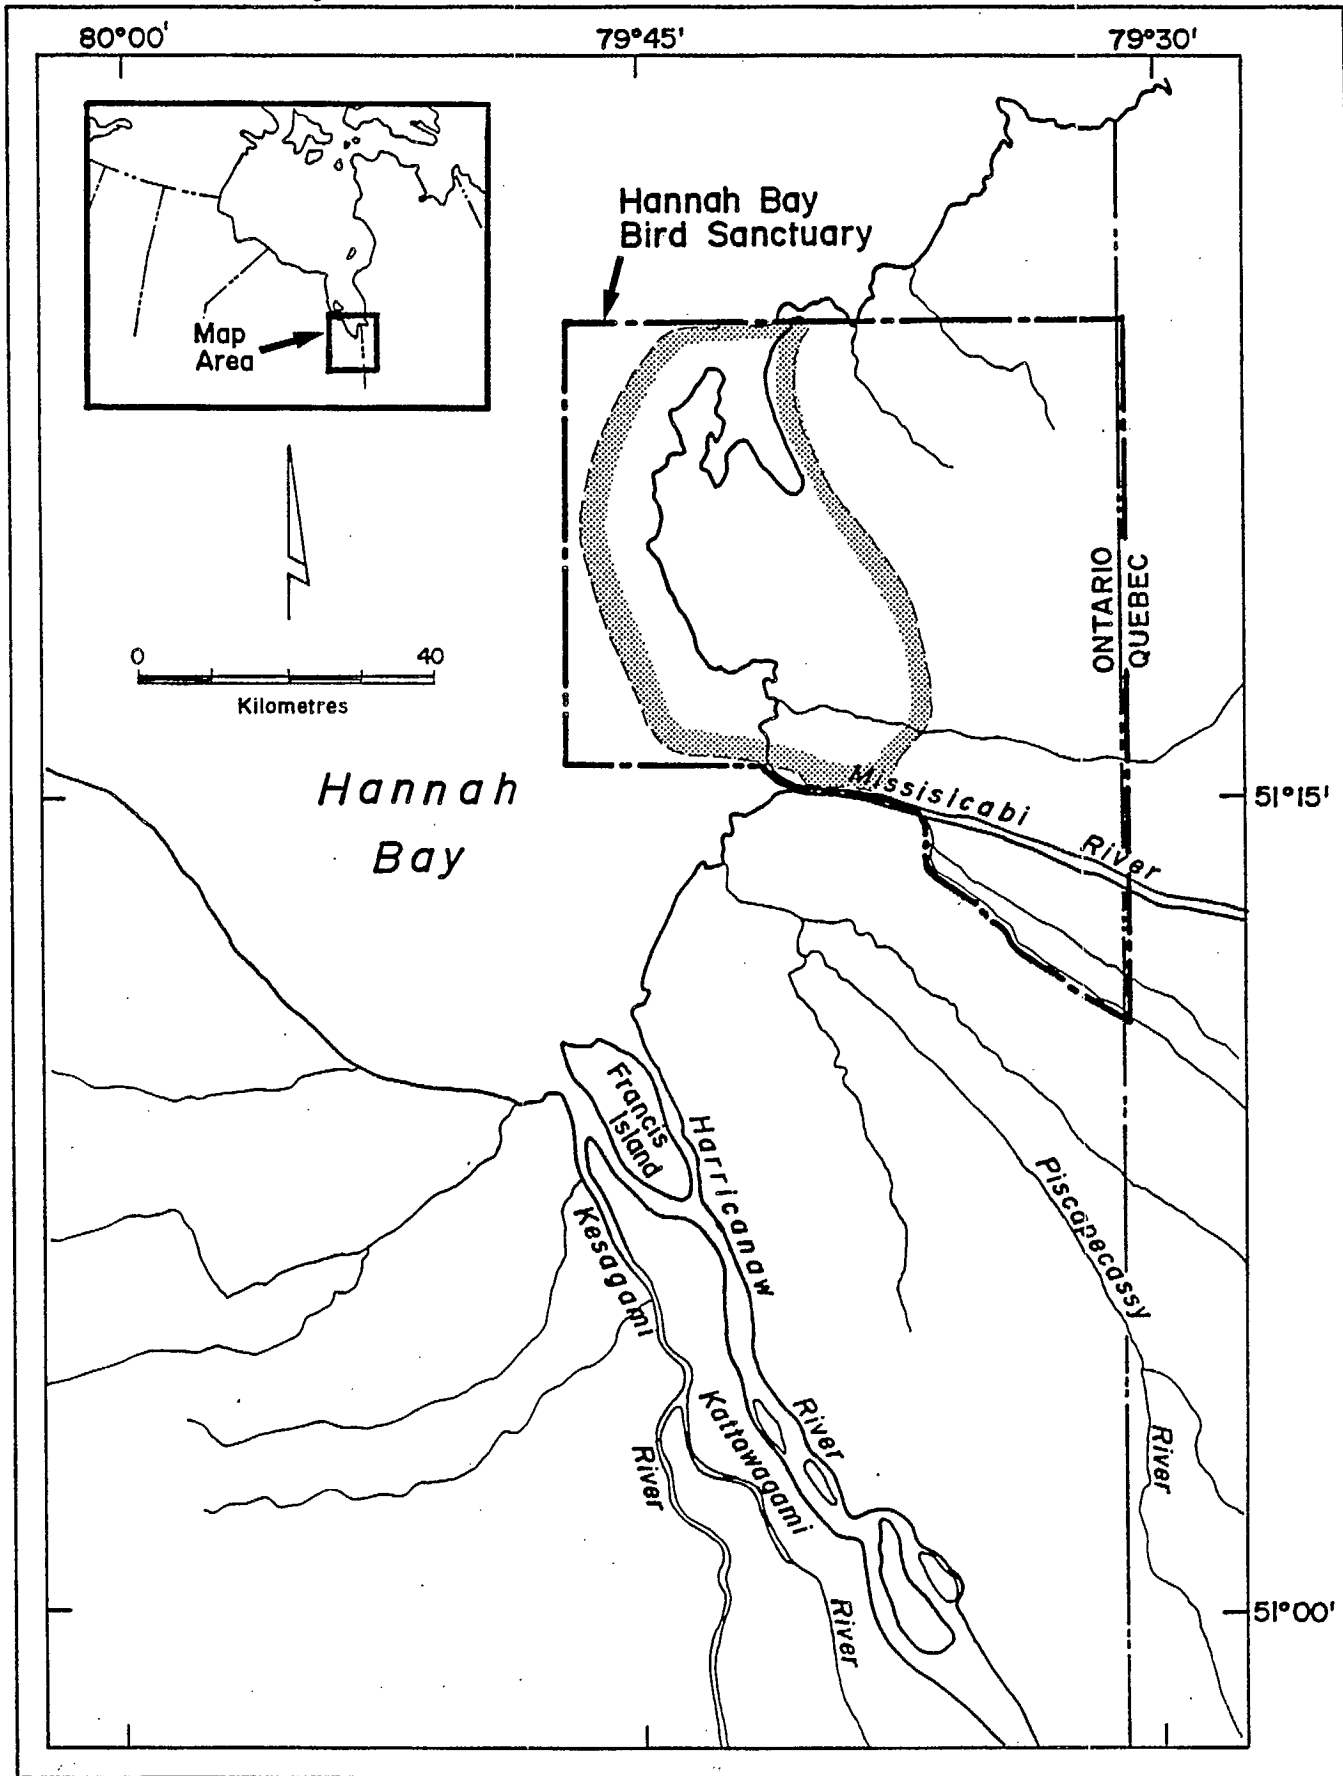 80°00'
79°45'
79°30'
Hannah Bay
Bird Sanctuary
Map
Area
0
40
Kilometres
ONTARIO
QUEBEC
Hannah
Bay
Missisicabi
River
51°15'
Francis
Island
Harricanaw
River
Kesagami
River
Kattawagami
River
Piscapecassy
River
51°00'